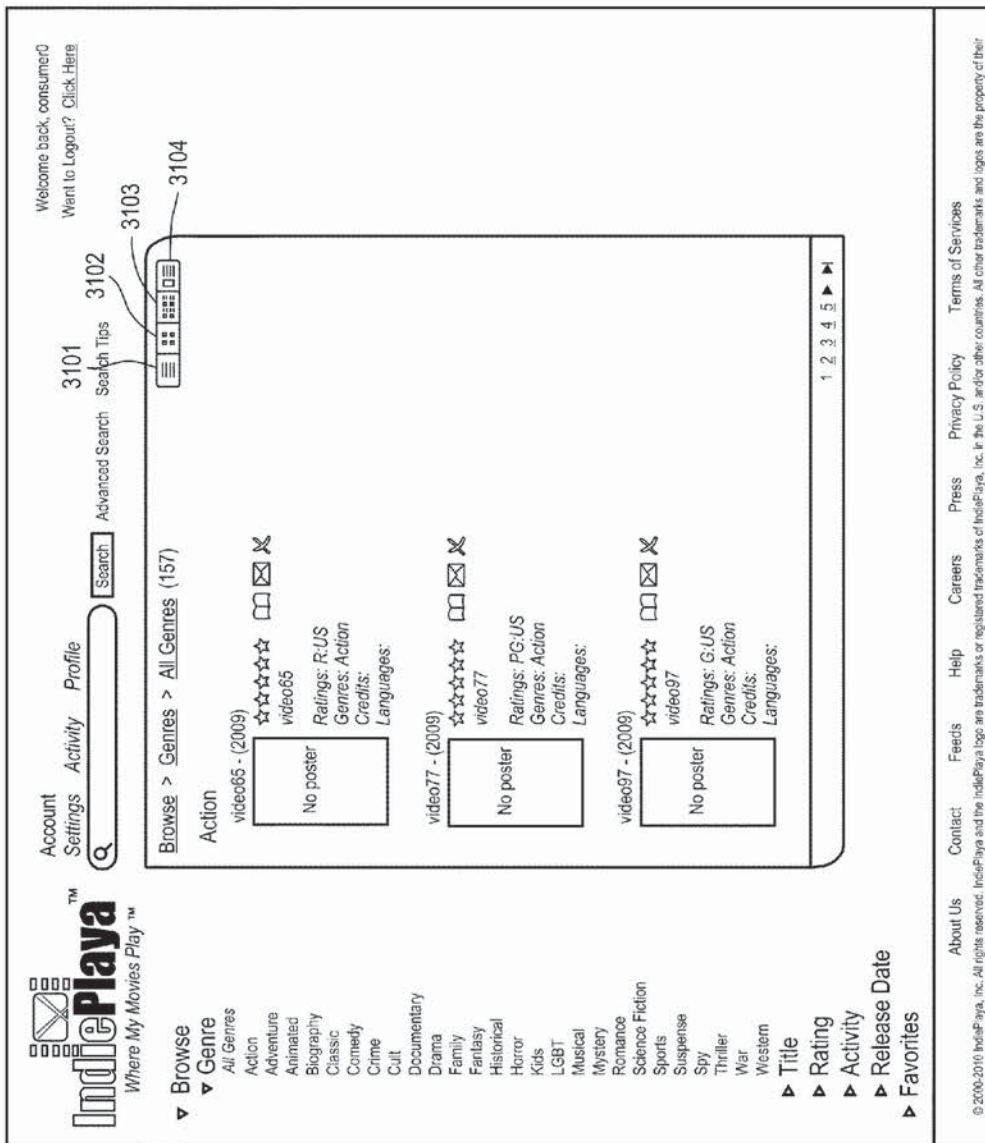 IndiePlaya™
Where My Movies Play ™
Account
Settings Activity Profile
Search Advanced Search Search Tips
Welcome back, consumer0
Want to Logout? Click Here
3101
3102
3103
3104
Browse
Genre
All Genres
Action
Adventure
Animated
Biography
Classic
Comedy
Crime
Cult
Documentary
Drama
Family
Fantasy
Historical
Horror
Kids
LGBT
Musical
Mystery
Romance
Science Fiction
Sports
Suspense
Spy
Thriller
War
Western
Title
Rating
Activity
Release Date
Favorites
Browse > Genres > All Genres (157)
Action
video65 - (2009)
No poster
video65
Ratings: R:US
Genres: Action
Credits:
Languages:
video77 - (2009)
No poster
video77
Ratings: PG:US
Genres: Action
Credits:
Languages:
video97 - (2009)
No poster
video97
Ratings: G:US
Genres: Action
Credits:
Languages:
1 2 3 4 5
About Us Contact Feeds Help Careers Press Privacy Policy Terms of Services
© 2000-2010 IndiePlaya, Inc. All rights reserved. IndiePlaya and the IndiePlaya logo are trademarks or registered trademarks of IndiePlaya, Inc. in the U.S. and/or other countries. All other trademarks and logos are the property of their